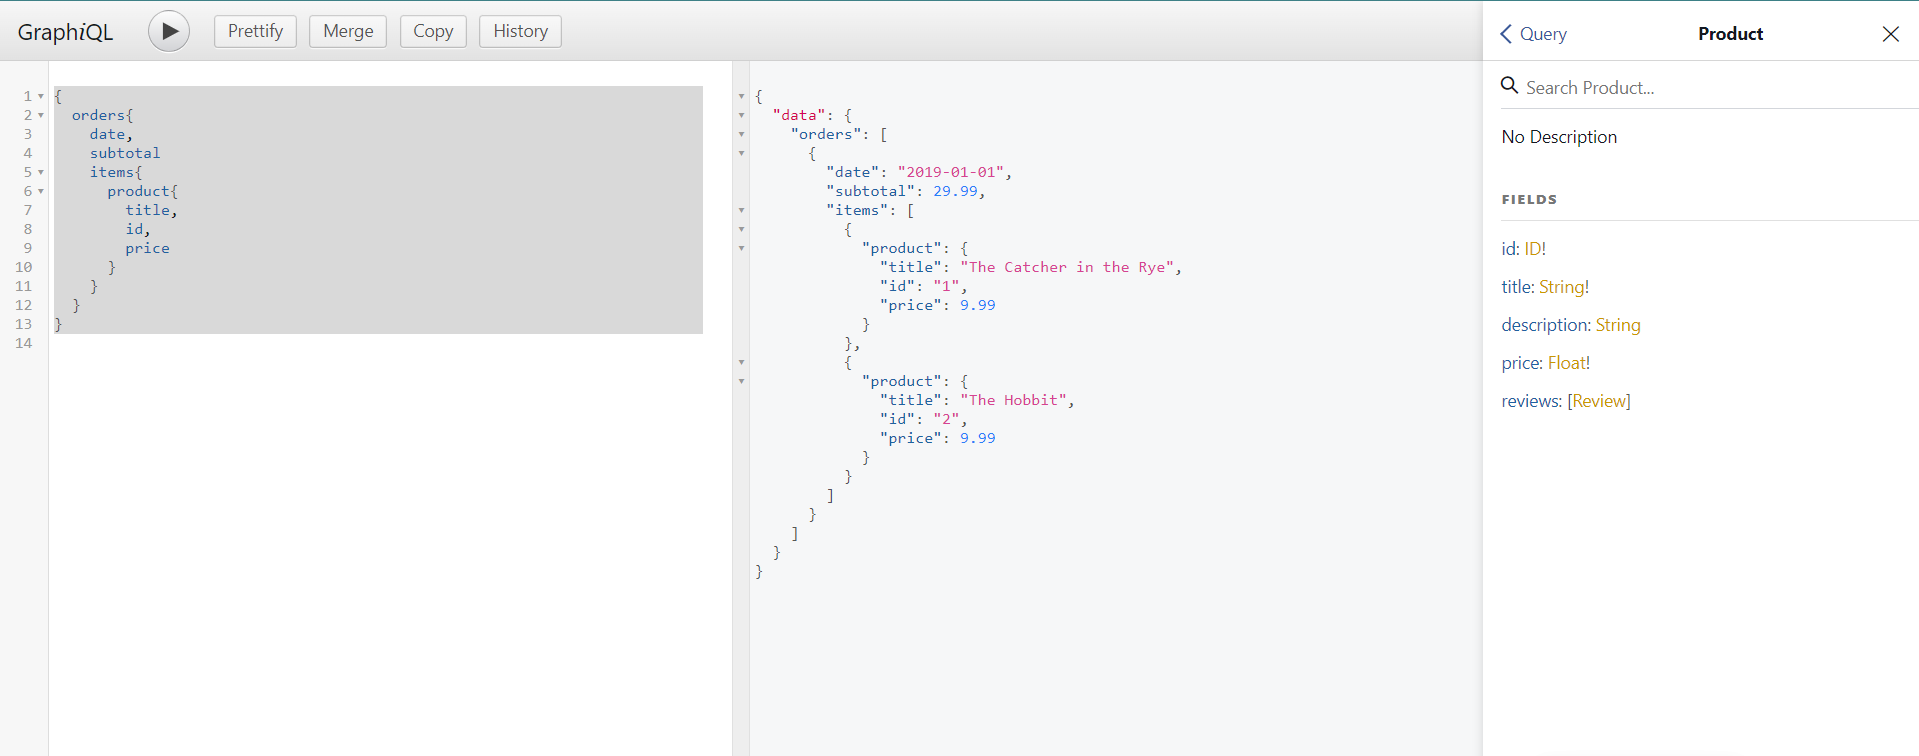 GraphiQL
Prettify
Merge
Copy
History
1 {
2 orders{
3 date,
4 subtotal
5 items{
6 product{
7 title,
8 id,
9 price
10 }
11 }
12 }
13 }
14
{
"data": {
"orders": [
{
"date": "2019-01-01",
"subtotal": 29.99,
"items": [
{
"product": {
"title": "The Catcher in the Rye",
"id": "1",
"price": 9.99
}
},
{
"product": {
"title": "The Hobbit",
"id": "2",
"price": 9.99
}
}
]
}
]
}
}
Query
Product
Search Product...
No Description
FIELDS
id: ID!
title: String!
description: String
price: Float!
reviews: [Review]